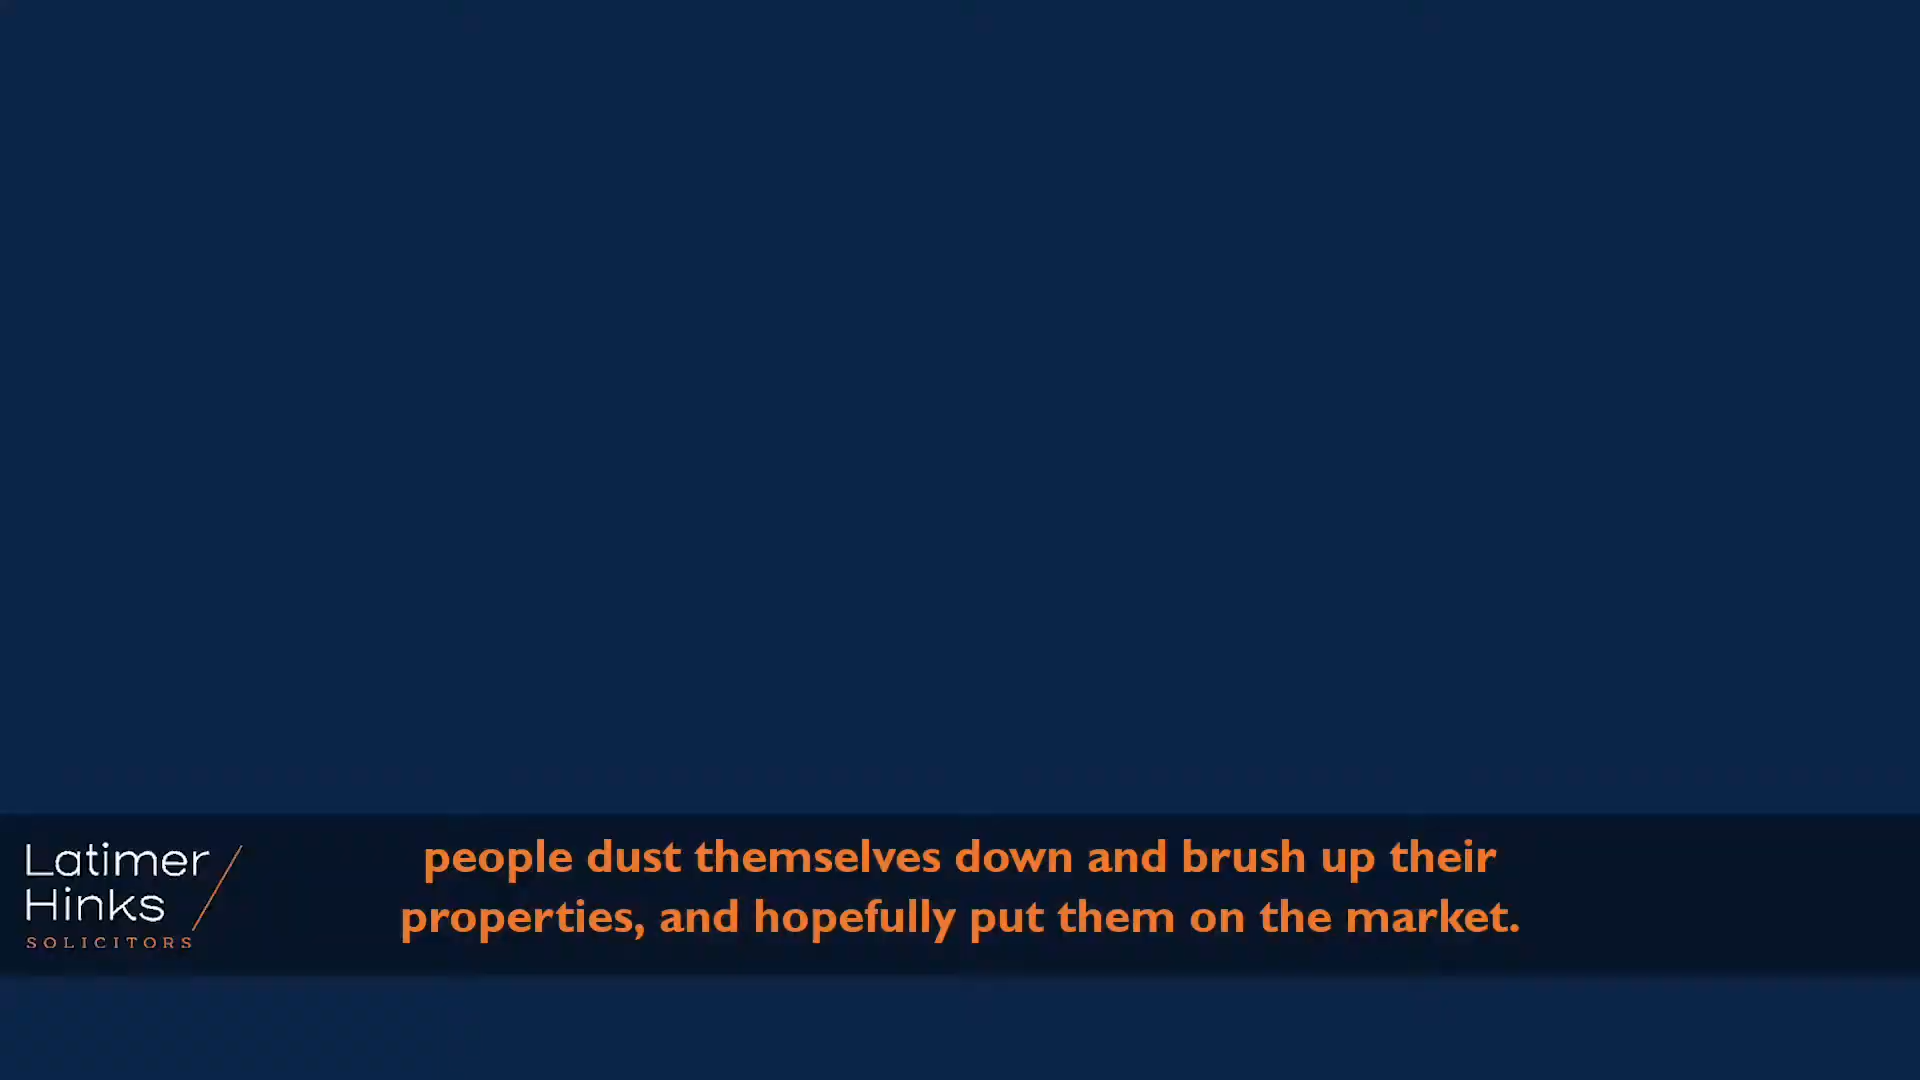 Latimer
Hinks
SOLICITORS
people dust themselves down and brush up their
properties, and hopefully put them on the market.